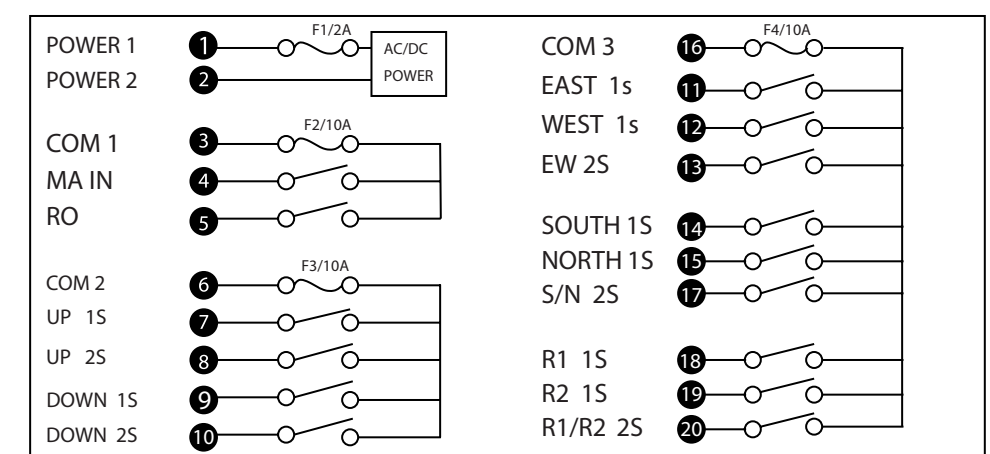 POWER 1 1 F1/2A AC/DC
POWER 2 2 POWER
COM 1 3 F2/10A
MA IN 4
RO 5
COM 2 6 F3/10A
UP 1S 7
UP 2S 8
DOWN 1S 9
DOWN 2S 10
COM 3 16 F4/10A
EAST 1s 11
WEST 1s 12
EW 2S 13
SOUTH 1S 14
NORTH 1S 15
S/N 2S 17
R1 1S 18
R2 1S 19
R1/R2 2S 20